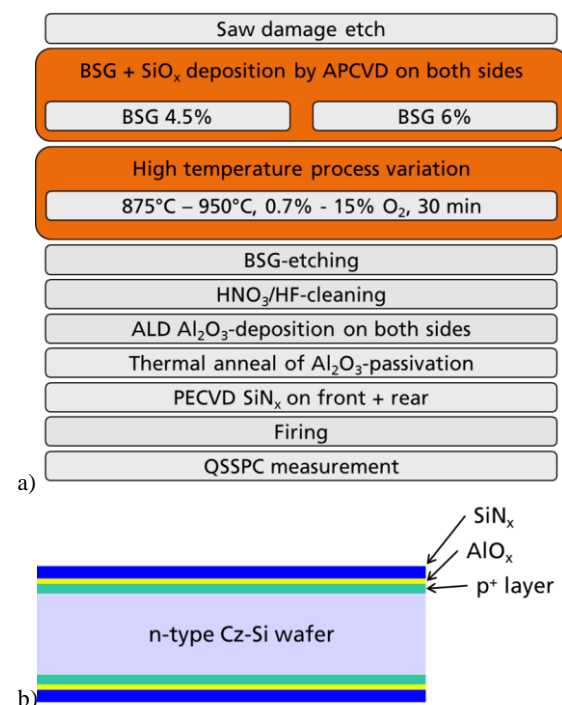 Saw damage etch
BSG + SiOₓ deposition by APCVD on both sides
BSG 4.5% BSG 6%
High temperature process variation
875°C – 950°C, 0.7% - 15% O₂, 30 min
BSG-etching
HNO₃/HF-cleaning
ALD Al₂O₃-deposition on both sides
Thermal anneal of Al₂O₃-passivation
PECVD SiNₓ on front + rear
Firing
QSSPC measurement
a)
SiNₓ
AlOₓ
p⁺ layer
n-type Cz-Si wafer
b)